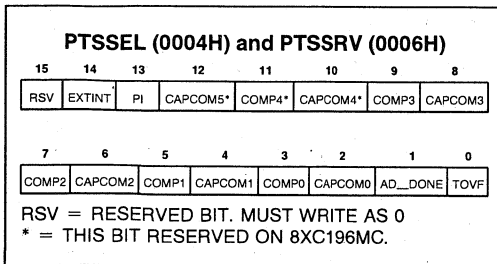 PTSSEL (0004H) and PTSSRV (0006H)
15 14 13 12 11 10 9 8
RSV EXTINT PI CAPCOM5* COMP4* CAPCOM4* COMP3 CAPCOM3
7 6 5 4 3 2 1 0
COMP2 CAPCOM2 COMP1 CAPCOM1 COMP0 CAPCOM0 AD__DONE TOVF
RSV = RESERVED BIT. MUST WRITE AS 0
* = THIS BIT RESERVED ON 8XC196MC.